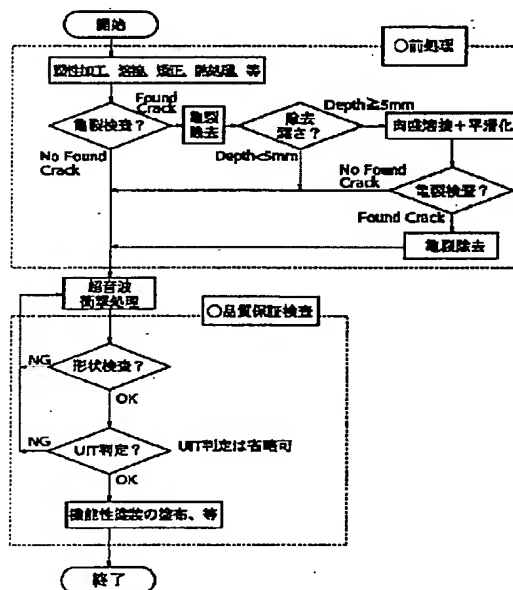 開始
○前処理
塑性加工、溶接、矯正、熱処理、等
Found
Crack
亀裂検査?
亀裂
除去
除去
深さ?
Depth≧5mm
肉盛溶接+平滑化
No Found
Crack
Depth<5mm
No Found
Crack
亀裂検査?
Found Crack
亀裂除去
超音波
衝撃処理
○品質保証検査
NG
形状検査?
OK
NG
UIT判定?
UIT判定は省略可
OK
機能性塗装の塗布、等
終了